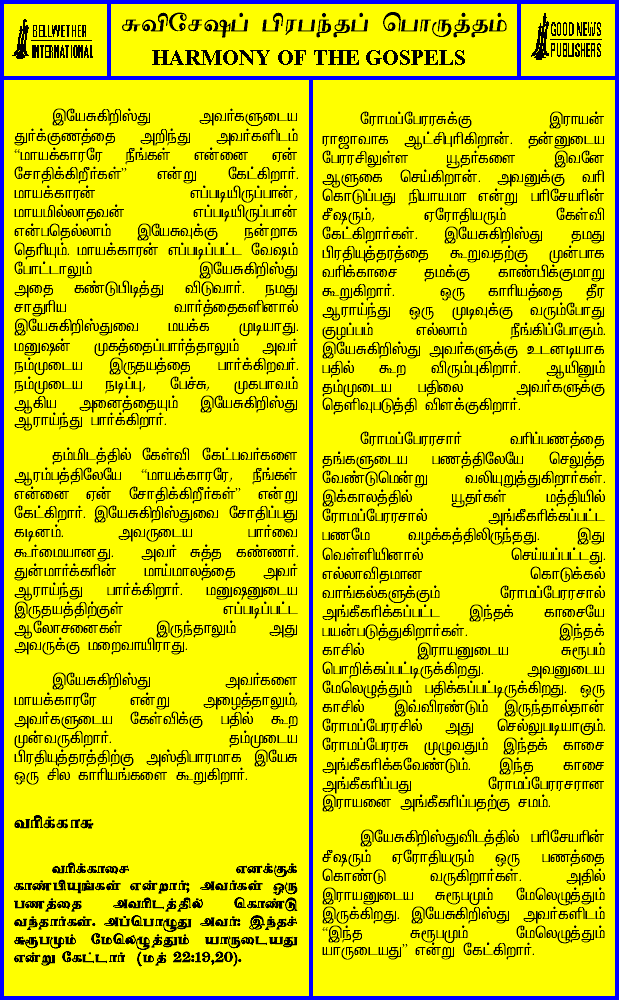 BELLWETHER
INTERNATIONAL
சுவிசேஷப் பிரபந்தப் பொருத்தம்
HARMONY OF THE GOSPELS
GOOD NEWS
PUBLISHERS
இயேசுகிறிஸ்து அவர்களுடைய
துர்க்குணத்தை அறிந்து அவர்களிடம்
“மாயக்காரரே நீங்கள் என்னை ஏன்
சோதிக்கிறீர்கள்” என்று கேட்கிறார்.
மாயக்காரன் எப்படியிருப்பான்,
மாயமில்லாதவன் எப்படியிருப்பான்
என்பதெல்லாம் இயேசுவுக்கு நன்றாக
தெரியும். மாயக்காரன் எப்படிப்பட்ட வேஷம்
போட்டாலும் இயேசுகிறிஸ்து
அதை கண்டுபிடித்து விடுவார். நமது
சாதுரிய வார்த்தைகளினால்
இயேசுகிறிஸ்துவை மயக்க முடியாது.
மனுஷன் முகத்தைப்பார்த்தாலும் அவர்
நம்முடைய இருதயத்தை பார்க்கிறவர்.
நம்முடைய நடிப்பு, பேச்சு, முகபாவம்
ஆகிய அனைத்தையும் இயேசுகிறிஸ்து
ஆராய்ந்து பார்க்கிறார்.
தம்மிடத்தில் கேள்வி கேட்பவர்களை
ஆரம்பத்திலேயே “மாயக்காரரே, நீங்கள்
என்னை ஏன் சோதிக்கிறீர்கள்” என்று
கேட்கிறார். இயேசுகிறிஸ்துவை சோதிப்பது
கடினம். அவருடைய பார்வை
கூர்மையானது. அவர் சுத்த கண்ணர்.
துன்மார்க்கரின் மாய்மாலத்தை அவர்
ஆராய்ந்து பார்க்கிறார். மனுஷனுடைய
இருதயத்திற்குள் எப்படிப்பட்ட
ஆலோசனைகள் இருந்தாலும் அது
அவருக்கு மறைவாயிராது.
இயேசுகிறிஸ்து அவர்களை
மாயக்காரரே என்று அழைத்தாலும்,
அவர்களுடைய கேள்விக்கு பதில் கூற
முன்வருகிறார். தம்முடைய
பிரதியுத்தரத்திற்கு அஸ்திபாரமாக இயேசு
ஒரு சில காரியங்களை கூறுகிறார்.
வரிக்காசு
வரிக்காசை எனக்குக்
காண்பியுங்கள் என்றார்; அவர்கள் ஒரு
பணத்தை அவரிடத்தில் கொண்டு
வந்தார்கள். அப்பொழுது அவர்: இந்தச்
சுரூபமும் மேலெழுத்தும் யாருடையது
என்று கேட்டார் (மத் 22:19,20).
ரோமப்பேரரசுக்கு இராயன்
ராஜாவாக ஆட்சிபுரிகிறான். தன்னுடைய
பேரரசிலுள்ள யூதர்களை இவனே
ஆளுகை செய்கிறான். அவனுக்கு வரி
கொடுப்பது நியாயமா என்று பரிசேயரின்
சீஷரும், ஏரோதியரும் கேள்வி
கேட்கிறார்கள். இயேசுகிறிஸ்து தமது
பிரதியுத்தரத்தை கூறுவதற்கு முன்பாக
வரிக்காசை தமக்கு காண்பிக்குமாறு
கூறுகிறார். ஒரு காரியத்தை தீர
ஆராய்ந்து ஒரு முடிவுக்கு வரும்போது
குழப்பம் எல்லாம் நீங்கிப்போகும்.
இயேசுகிறிஸ்து அவர்களுக்கு உடனடியாக
பதில் கூற விரும்புகிறார். ஆயினும்
தம்முடைய பதிலை அவர்களுக்கு
தெளிவுபடுத்தி விளக்குகிறார்.
ரோமப்பேரரசார் வரிப்பணத்தை
தங்களுடைய பணத்திலேயே செலுத்த
வேண்டுமென்று வலியுறுத்துகிறார்கள்.
இக்காலத்தில் யூதர்கள் மத்தியில்
ரோமப்பேரரசால் அங்கீகரிக்கப்பட்ட
பணமே வழக்கத்திலிருந்தது. இது
வெள்ளியினால் செய்யப்பட்டது.
எல்லாவிதமான கொடுக்கல்
வாங்கல்களுக்கும் ரோமப்பேரரசால்
அங்கீகரிக்கப்பட்ட இந்தக் காசையே
பயன்படுத்துகிறார்கள். இந்தக்
காசில் இராயனுடைய சுரூபம்
பொறிக்கப்பட்டிருக்கிறது. அவனுடைய
மேலெழுத்தும் பதிக்கப்பட்டிருக்கிறது. ஒரு
காசில் இவ்விரண்டும் இருந்தால்தான்
ரோமப்பேரரசில் அது செல்லுபடியாகும்.
ரோமப்பேரரசு முழுவதும் இந்தக் காசை
அங்கீகரிக்கவேண்டும். இந்த காசை
அங்கீகரிப்பது ரோமப்பேரரசரான
இராயனை அங்கீகரிப்பதற்கு சமம்.
இயேசுகிறிஸ்துவிடத்தில் பரிசேயரின்
சீஷரும் ஏரோதியரும் ஒரு பணத்தை
கொண்டு வருகிறார்கள். அதில்
இராயனுடைய சுரூபமும் மேலெழுத்தும்
இருக்கிறது. இயேசுகிறிஸ்து அவர்களிடம்
“இந்த சுரூபமும் மேலெழுத்தும்
யாருடையது” என்று கேட்கிறார்.